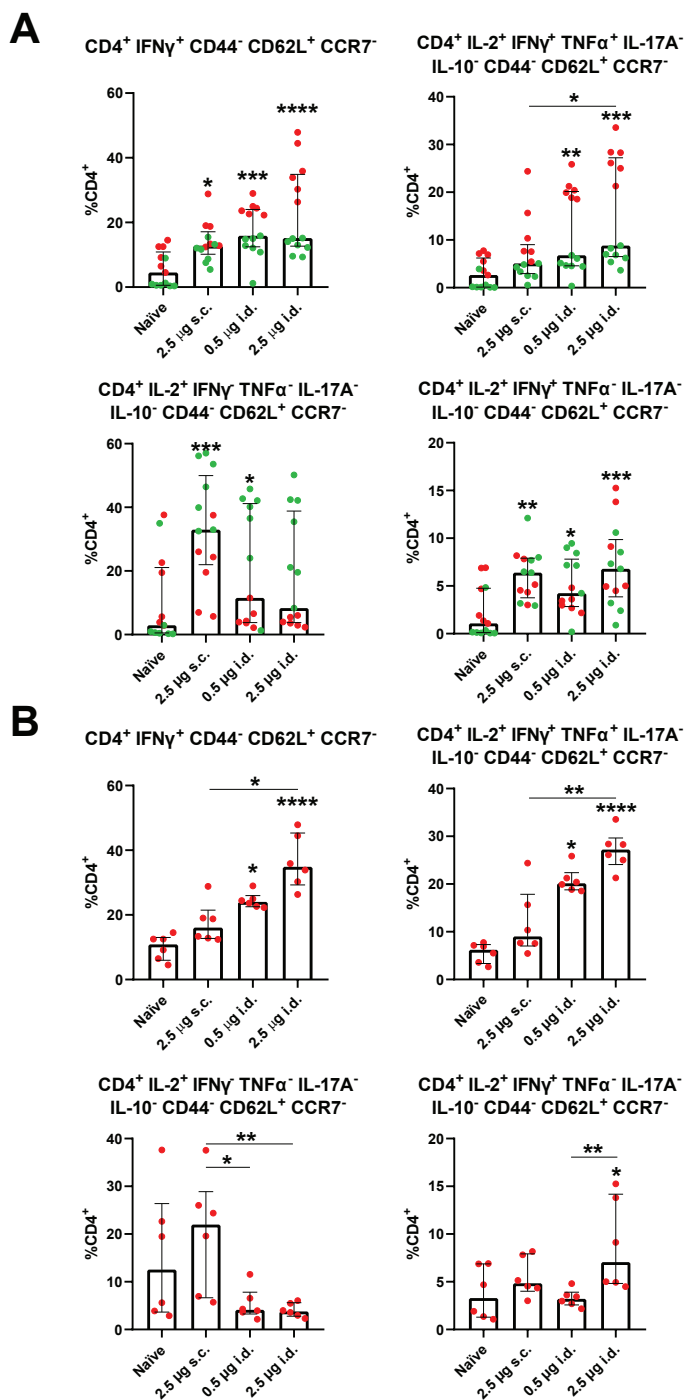 A
CD4⁺ IFNγ⁺ CD44⁻ CD62L⁺ CCR7⁻
%CD4⁺
60
40
20
0
*
***
****
Naïve
2.5 μg s.c.
0.5 μg i.d.
2.5 μg i.d.
CD4⁺ IL-2⁺ IFNγ⁺ TNFα⁺ IL-17A⁻
IL-10⁻ CD44⁻ CD62L⁺ CCR7⁻
%CD4⁺
40
30
20
10
0
*
**
***
Naïve
2.5 μg s.c.
0.5 μg i.d.
2.5 μg i.d.
CD4⁺ IL-2⁺ IFNγ⁻ TNFα⁻ IL-17A⁻
IL-10⁻ CD44⁻ CD62L⁺ CCR7⁻
%CD4⁺
60
40
20
0
***
*
Naïve
2.5 μg s.c.
0.5 μg i.d.
2.5 μg i.d.
CD4⁺ IL-2⁺ IFNγ⁺ TNFα⁻ IL-17A⁻
IL-10⁻ CD44⁻ CD62L⁺ CCR7⁻
%CD4⁺
20
15
10
5
0
**
*
***
Naïve
2.5 μg s.c.
0.5 μg i.d.
2.5 μg i.d.
B
CD4⁺ IFNγ⁺ CD44⁻ CD62L⁺ CCR7⁻
%CD4⁺
60
40
20
0
*
*
****
Naïve
2.5 μg s.c.
0.5 μg i.d.
2.5 μg i.d.
CD4⁺ IL-2⁺ IFNγ⁺ TNFα⁺ IL-17A⁻
IL-10⁻ CD44⁻ CD62L⁺ CCR7⁻
%CD4⁺
40
30
20
10
0
**
*
****
Naïve
2.5 μg s.c.
0.5 μg i.d.
2.5 μg i.d.
CD4⁺ IL-2⁺ IFNγ⁻ TNFα⁻ IL-17A⁻
IL-10⁻ CD44⁻ CD62L⁺ CCR7⁻
%CD4⁺
40
30
20
10
0
**
*
Naïve
2.5 μg s.c.
0.5 μg i.d.
2.5 μg i.d.
CD4⁺ IL-2⁺ IFNγ⁺ TNFα⁻ IL-17A⁻
IL-10⁻ CD44⁻ CD62L⁺ CCR7⁻
%CD4⁺
20
15
10
5
0
**
*
Naïve
2.5 μg s.c.
0.5 μg i.d.
2.5 μg i.d.